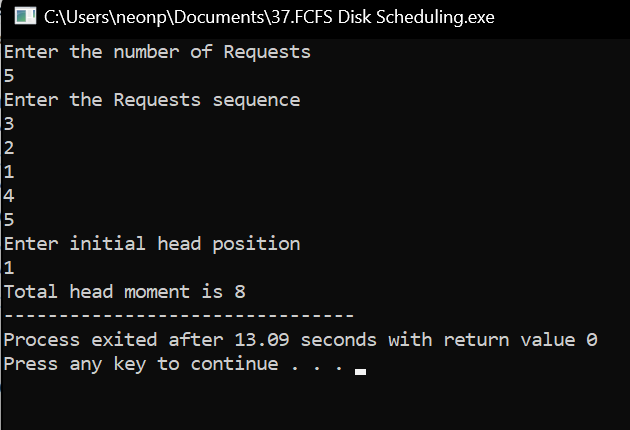 C:\Users\neonp\Documents\37.FCFS Disk Scheduling.exe
Enter the number of Requests
5
Enter the Requests sequence
3
2
1
4
5
Enter initial head position
1
Total head moment is 8
--------------------------------
Process exited after 13.09 seconds with return value 0
Press any key to continue . . .